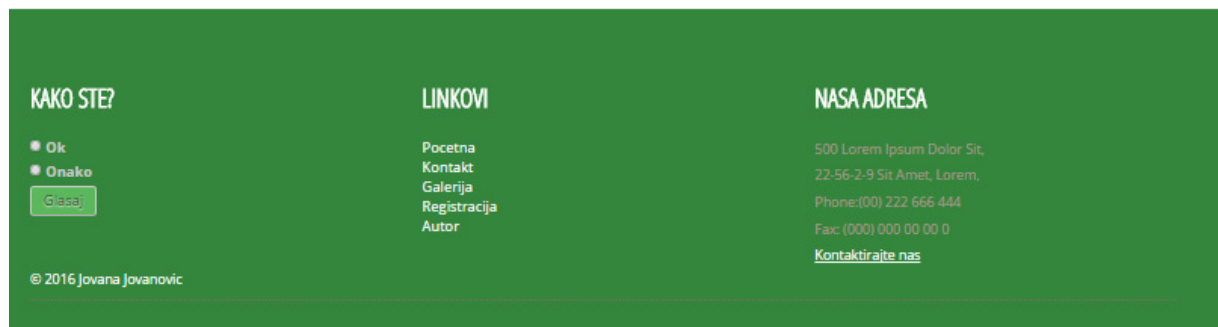 KAKO STE?
Ok
Onako
Glasaj
© 2016 Jovana Jovanovic
LINKOVI
Pocetna
Kontakt
Galerija
Registracija
Autor
NASA ADRESA
500 Lorem Ipsum Dolor Sit,
22-56-2-9 Sit Amet, Lorem,
Phone:(00) 222 666 444
Fax: (000) 000 00 00 0
Kontaktirajte nas